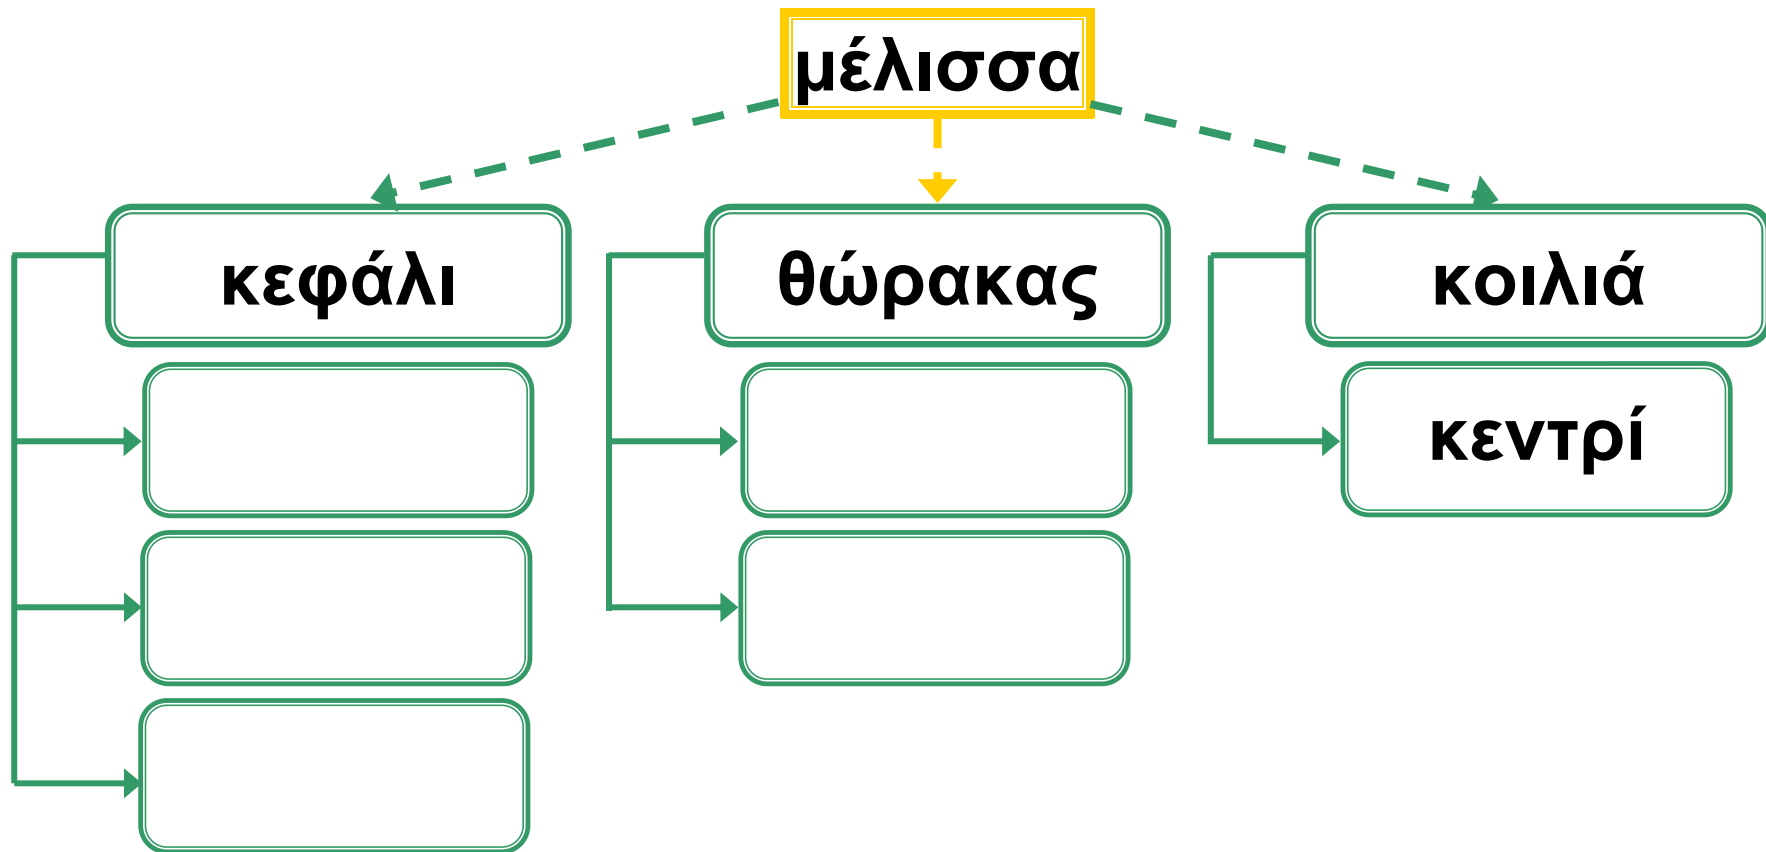 μέλισσα
κεφάλι
θώρακας
κοιλιά
κεντρί